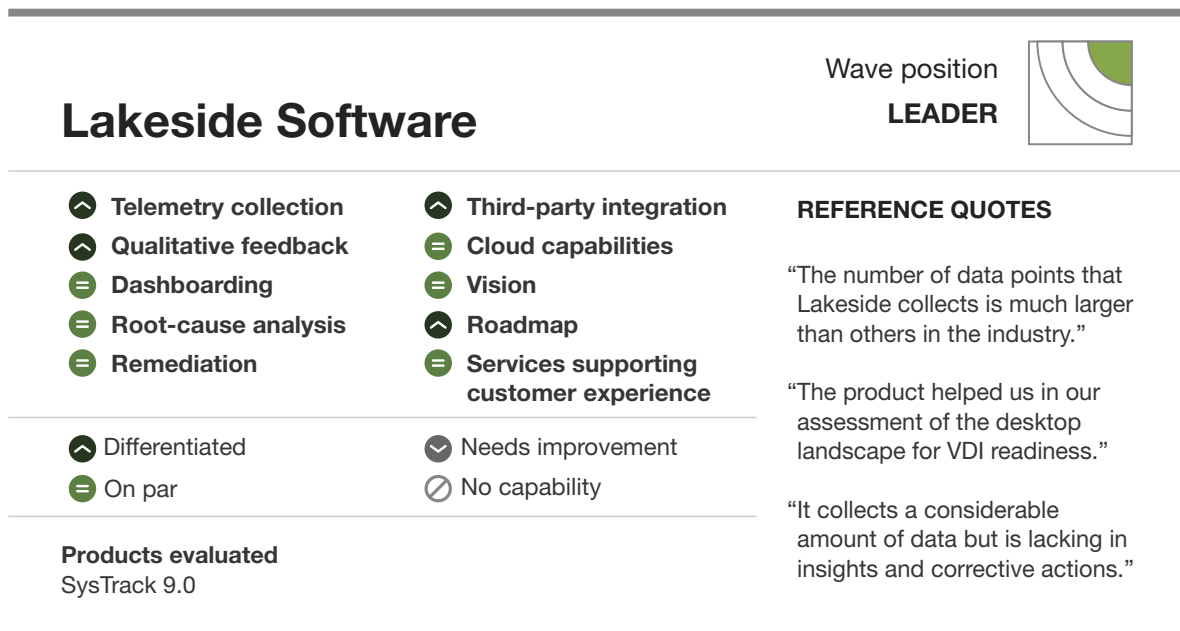 Lakeside Software
Wave position
LEADER
Telemetry collection
Qualitative feedback
Dashboarding
Root-cause analysis
Remediation
Third-party integration
Cloud capabilities
Vision
Roadmap
Services supporting
customer experience
Differentiated
On par
Needs improvement
No capability
Products evaluated
SysTrack 9.0
REFERENCE QUOTES
“The number of data points that
Lakeside collects is much larger
than others in the industry.”
“The product helped us in our
assessment of the desktop
landscape for VDI readiness.”
“It collects a considerable
amount of data but is lacking in
insights and corrective actions.”